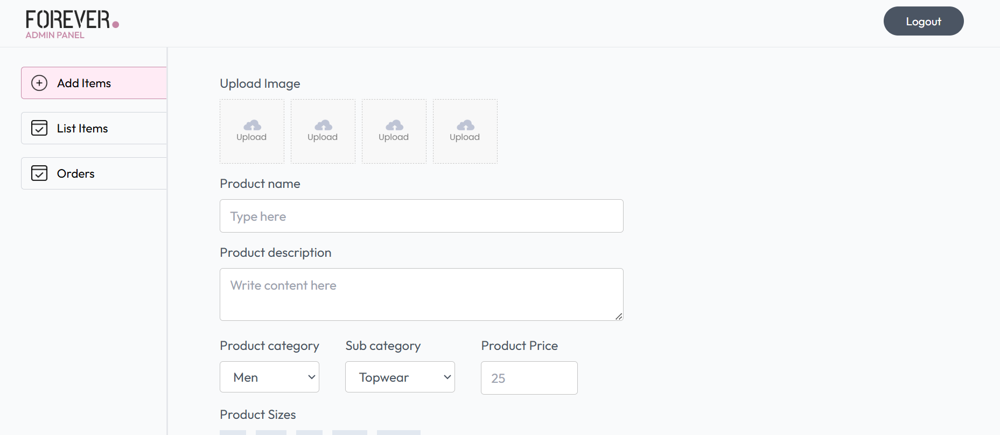 FOREVER.
ADMIN PANEL
Logout
Add Items
List Items
Orders
Upload Image
Upload Upload Upload Upload
Product name
Type here
Product description
Write content here
Product category Sub category Product Price
Men Topwear 25
Product Sizes